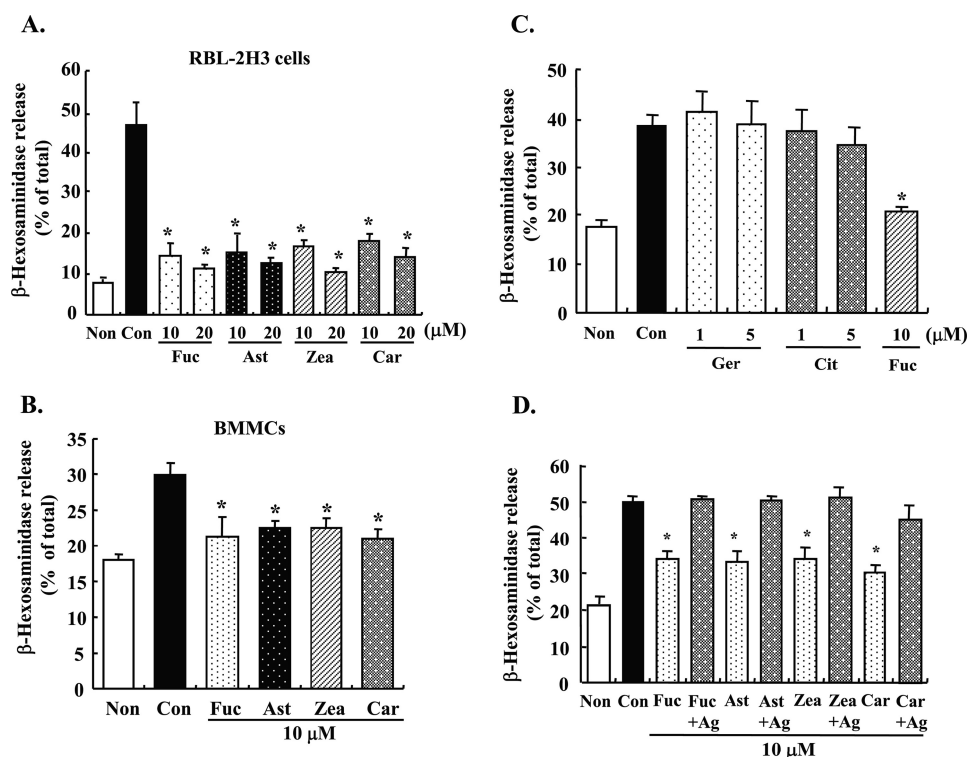 A.
RBL-2H3 cells
β-Hexosaminidase release
(% of total)
60
50
40
30
20
10
0
* * * * * * * *
Non Con 10 20 10 20 10 20 10 20 (μM)
Fuc Ast Zea Car
B.
BMMCs
β-Hexosaminidase release
(% of total)
35
30
25
20
15
10
5
0
* * * *
Non Con Fuc Ast Zea Car
10 μM
C.
β-Hexosaminidase release
(% of total)
50
40
30
20
10
0
*
Non Con 1 5 1 5 10 (μM)
Ger Cit Fuc
D.
β-Hexosaminidase release
(% of total)
60
50
40
30
20
10
0
* * * *
Non Con Fuc Fuc Ast Ast Zea Zea Car Car
+Ag +Ag +Ag +Ag
10 μM